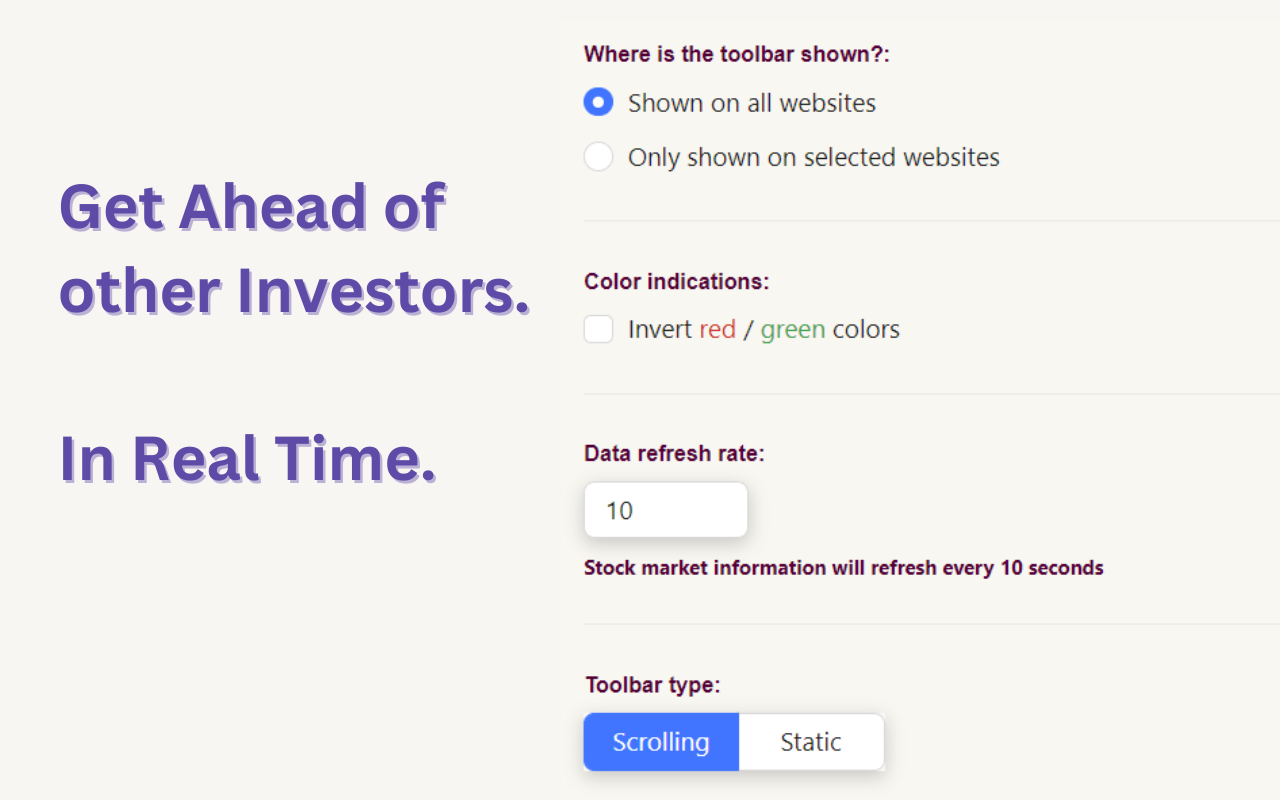 Get Ahead of
other Investors.
In Real Time.
Where is the toolbar shown?:
Shown on all websites
Only shown on selected websites
Color indications:
Invert red / green colors
Data refresh rate:
10
Stock market information will refresh every 10 seconds
Toolbar type:
Scrolling
Static